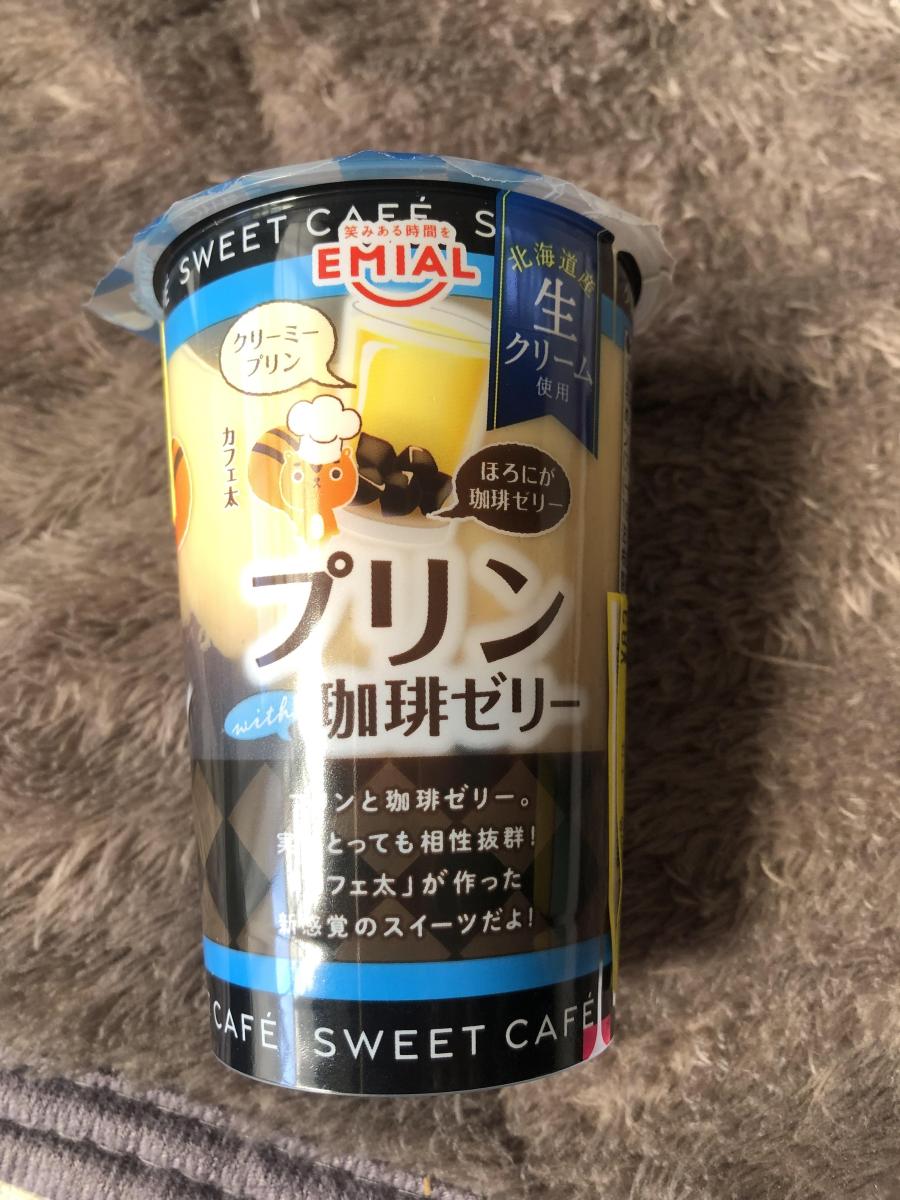 SWEET CAFÉ S
笑みある時間を
EMIAL
北海道産
生
クリーム
使用
クリーミー
プリン
カフェ太
ほろにが
珈琲ゼリー
プリン
with
珈琲ゼリー
ンと珈琲ゼリー。
とっても相性抜群!
フェ太」が作った
新感覚のスイーツだよ!
CAFÉ SWEET CAFÉ